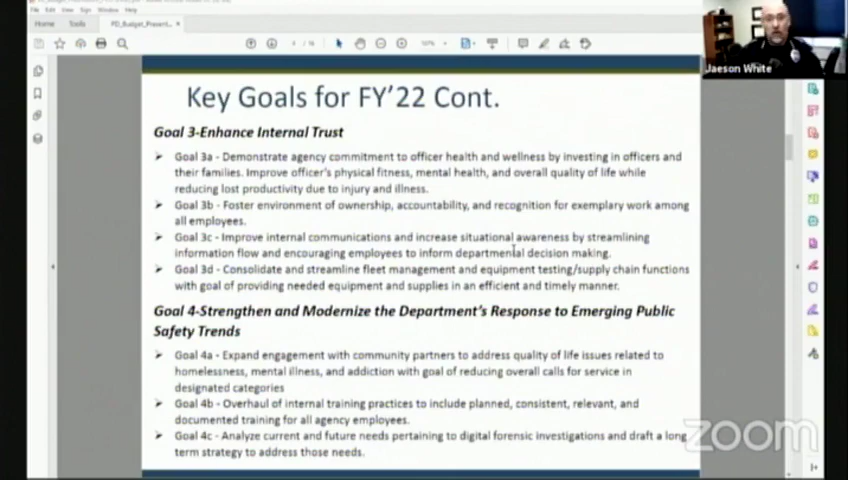 File Edit View Window Help
Home Tools PD_Budget_Present...
Jaeson White
Key Goals for FY'22 Cont.
Goal 3-Enhance Internal Trust
Goal 3a - Demonstrate agency commitment to officer health and wellness by investing in officers and
their families. Improve officer's physical fitness, mental health, and overall quality of life while
reducing lost productivity due to injury and illness.
Goal 3b - Foster environment of ownership, accountability, and recognition for exemplary work among
all employees.
Goal 3c - Improve internal communications and increase situational awareness by streamlining
information flow and encouraging employees to inform departmental decision making.
Goal 3d - Consolidate and streamline fleet management and equipment testing/supply chain functions
with goal of providing needed equipment and supplies in an efficient and timely manner.
Goal 4-Strengthen and Modernize the Department's Response to Emerging Public
Safety Trends
Goal 4a - Expand engagement with community partners to address quality of life issues related to
homelessness, mental illness, and addiction with goal of reducing overall calls for service in
designated categories
Goal 4b - Overhaul of internal training practices to include planned, consistent, relevant, and
documented training for all agency employees.
Goal 4c - Analyze current and future needs pertaining to digital forensic investigations and draft a long
term strategy to address those needs.
zoom